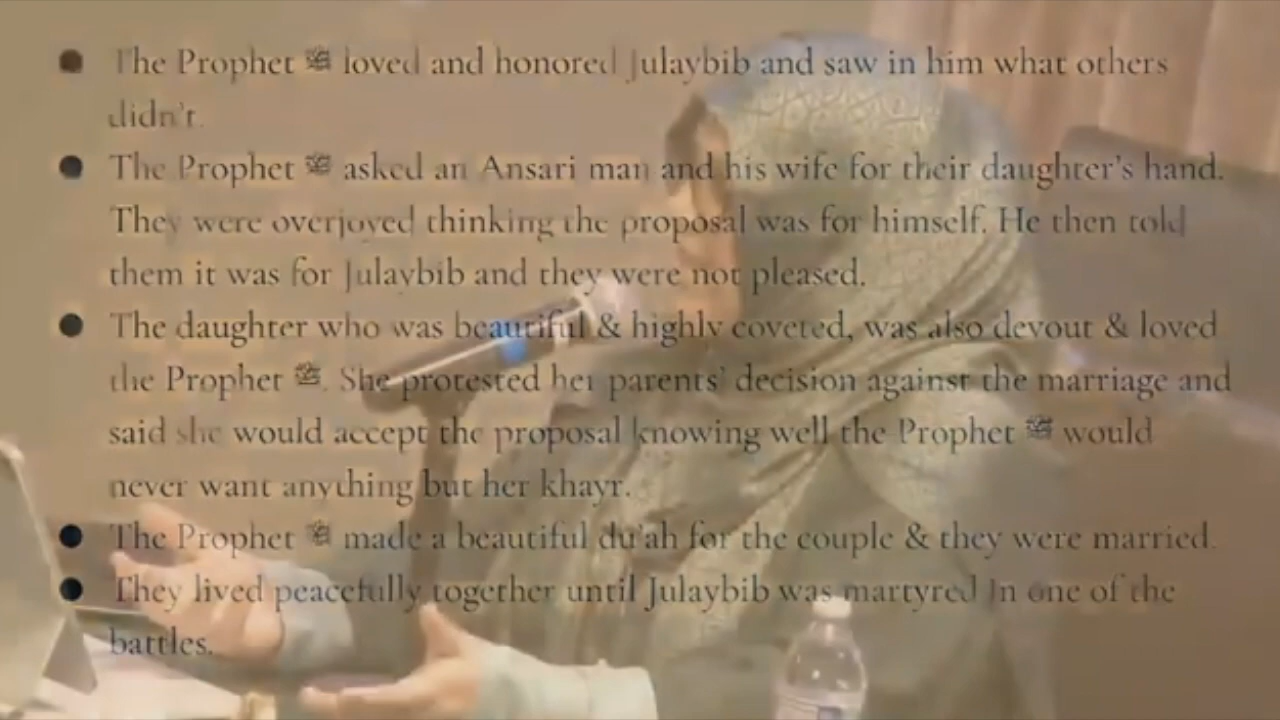 ● The Prophet ﷺ loved and honored Julaybib and saw in him what others
didn't.
● The Prophet ﷺ asked an Ansari man and his wife for their daughter's hand.
They were overjoyed thinking the proposal was for himself. He then told
them it was for Julaybib and they were not pleased.
● The daughter who was beautiful & highly coveted, was also devout & loved
the Prophet ﷺ. She protested her parents' decision against the marriage and
said she would accept the proposal knowing well the Prophet ﷺ would
never want anything but her khayr.
● The Prophet ﷺ made a beautiful du'ah for the couple & they were married.
● They lived peacefully together until Julaybib was martyred In one of the
battles.